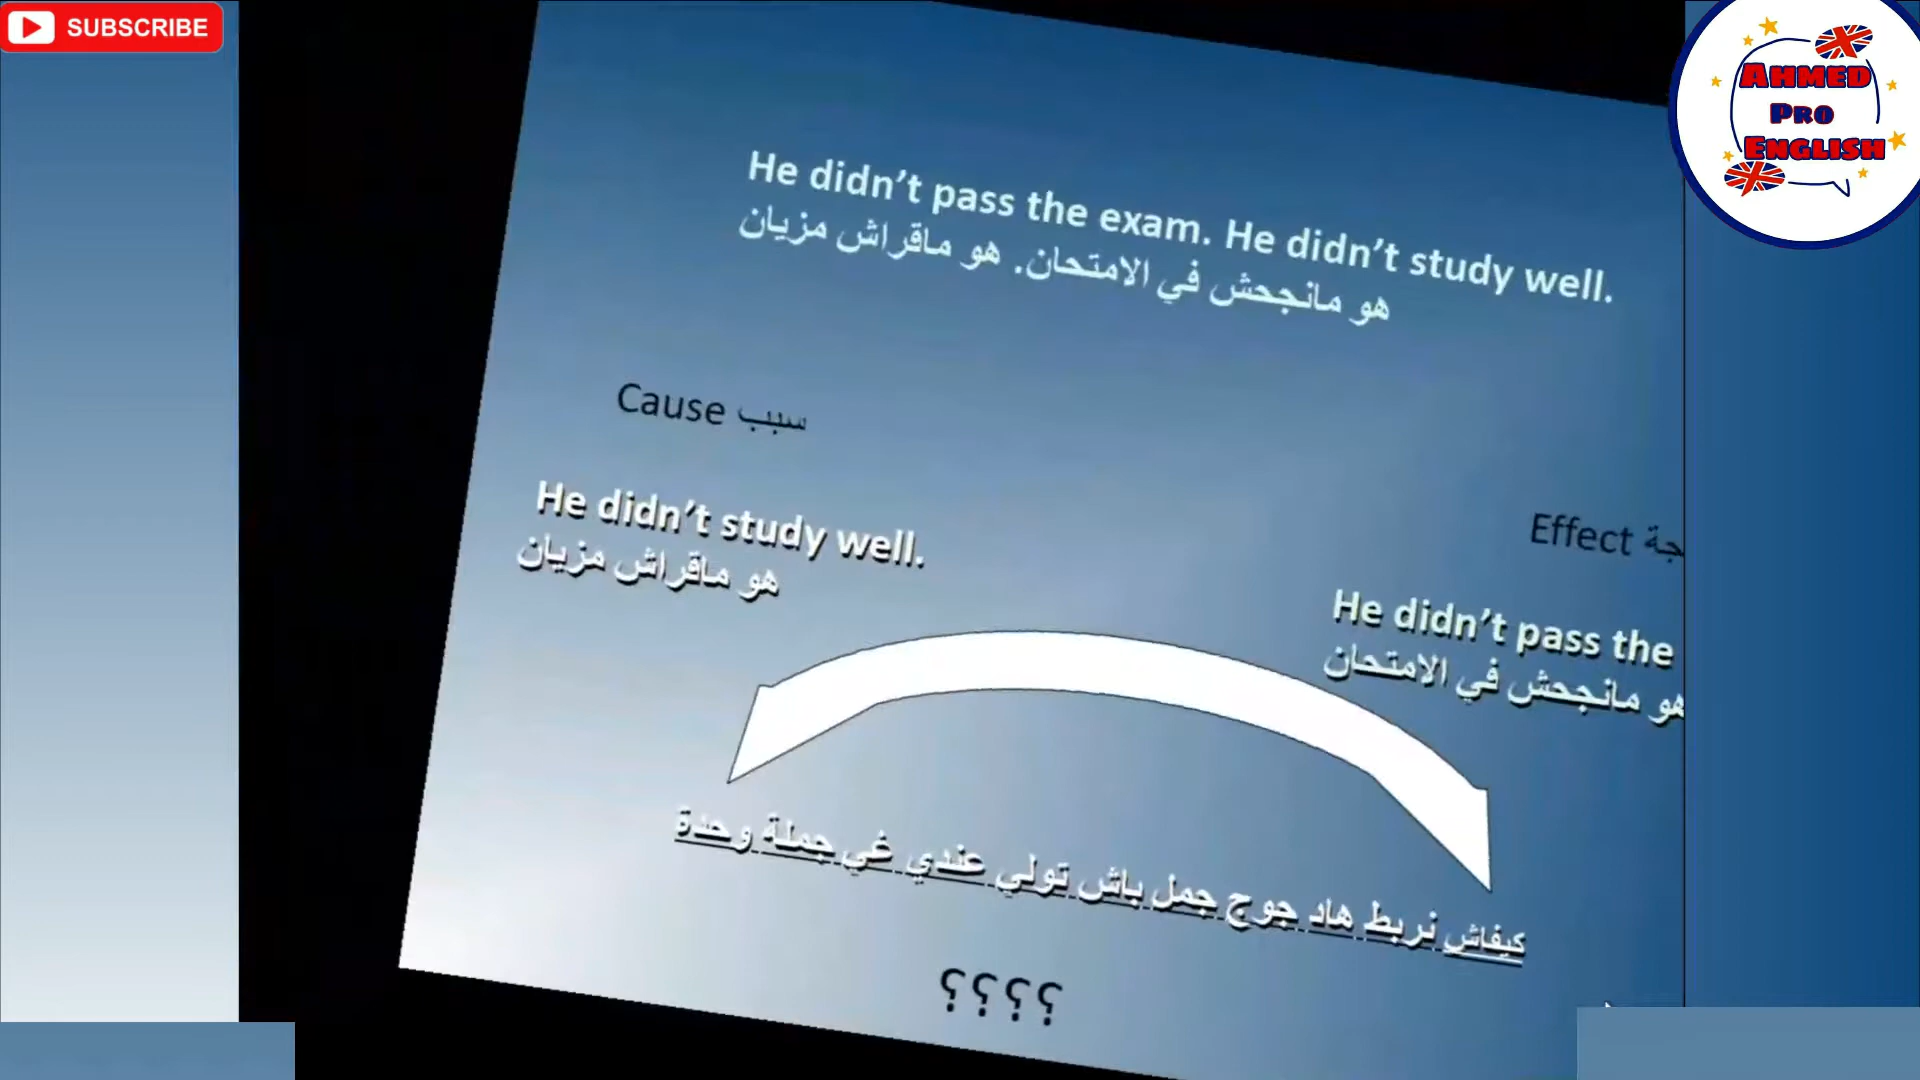 SUBSCRIBE
AHMED
PRO
ENGLISH
He didn’t pass the exam. He didn’t study well.
هو مانجحش في الامتحان. هو ماقراش مزيان
Cause سبب
Effect
He didn’t study well.
هو ماقراش مزيان
He didn’t pass the
هو مانجحش في الامتحان
كيفاش نربط هاد جوج جمل باش تولي عندي غي جملة وحدة
؟؟؟؟